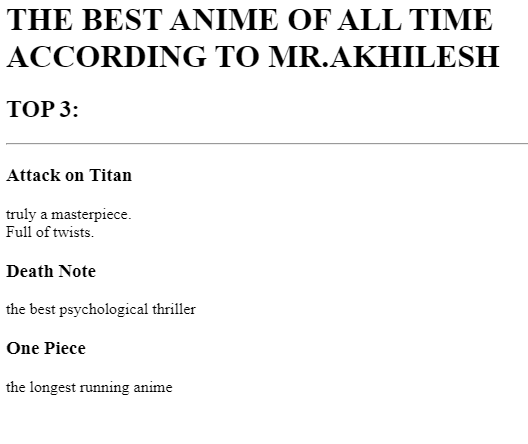 THE BEST ANIME OF ALL TIME
ACCORDING TO MR.AKHILESH
TOP 3:
Attack on Titan
truly a masterpiece.
Full of twists.
Death Note
the best psychological thriller
One Piece
the longest running anime